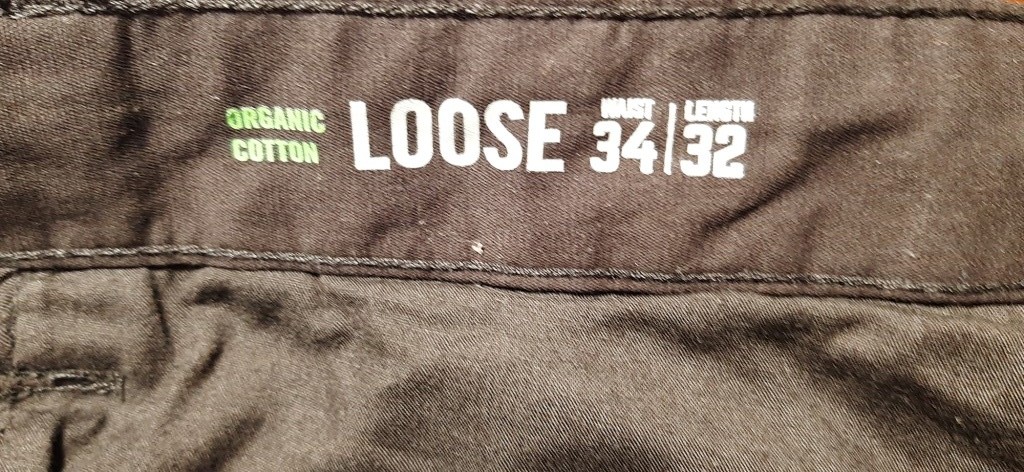 ORGANIC
COTTON
LOOSE
WAIST
34
LENGTH
32